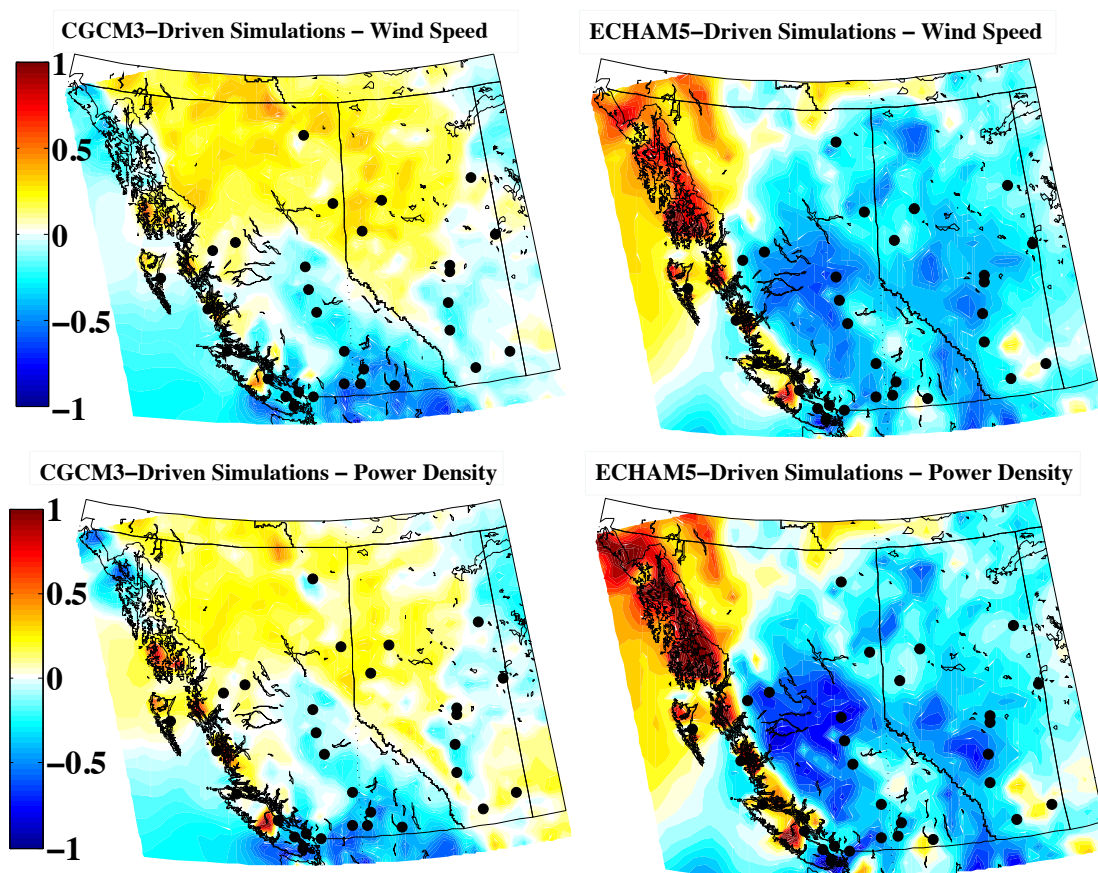 CGCM3–Driven Simulations – Wind Speed
ECHAM5–Driven Simulations – Wind Speed
1
0.5
0
−0.5
−1
CGCM3–Driven Simulations – Power Density
ECHAM5–Driven Simulations – Power Density
1
0.5
0
−0.5
−1